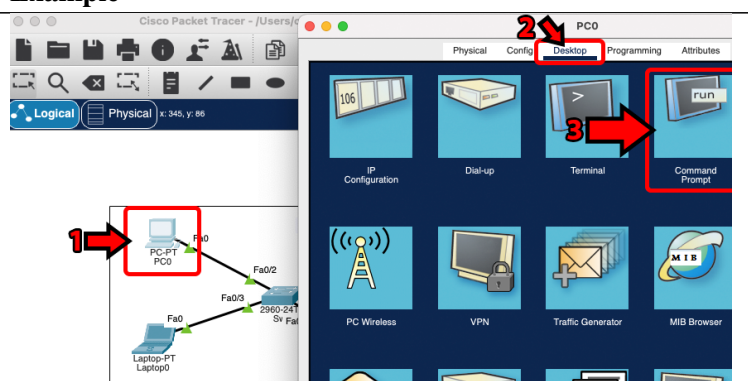 Example
Cisco Packet Tracer - /Users/
PC0
2
Physical Config Desktop Programming Attributes
Logical Physical x: 345, y: 86
106
>
run
3
IP
Configuration
Dial-up
Terminal
Command
Prompt
1
Fa0
PC-PT
PC0
Fa0/2
Fa0/3
2960-24T
Sv Fa0
Fa0
Laptop-PT
Laptop0
((( )))
MIB
PC Wireless
VPN
Traffic Generator
MIB Browser